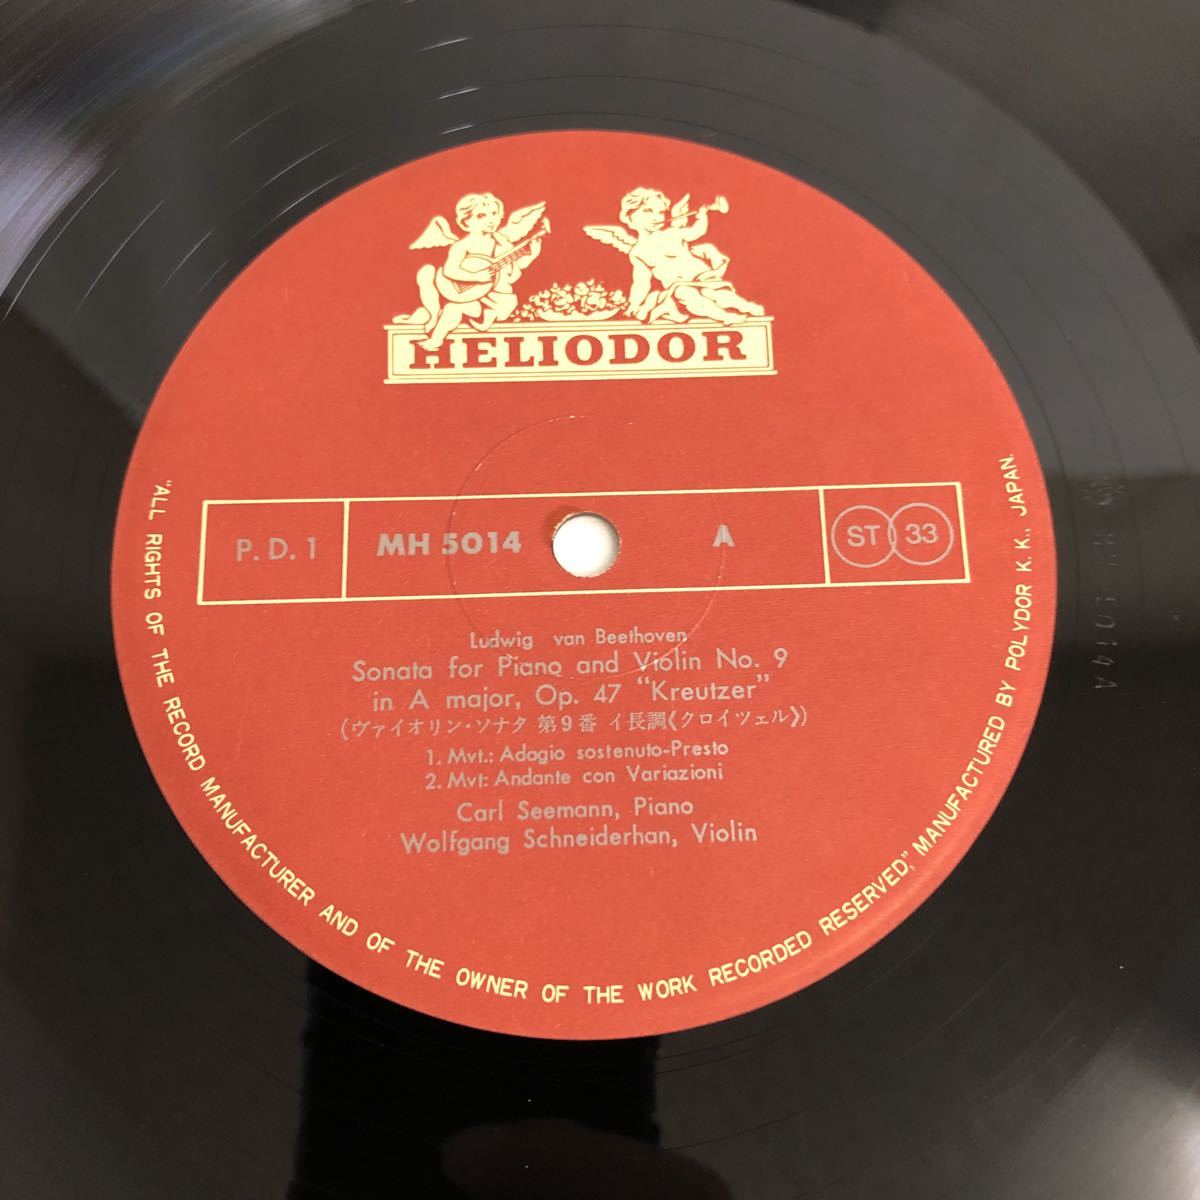 HELIODOR
P. D. 1
MH 5014
A
ST 33
Ludwig van Beethoven
Sonata for Piano and Violin No. 9
in A major, Op. 47 “Kreutzer”
(ヴァイオリン・ソナタ 第9番 イ長調《クロイツェル》)
1. Mvt.: Adagio sostenuto-Presto
2. Mvt: Andante con Variazioni
Carl Seemann, Piano
Wolfgang Schneiderhan, Violin
“ALL RIGHTS OF THE RECORD MANUFACTURER AND OF THE OWNER OF THE WORK RECORDED RESERVED,” MANUFACTURED BY POLYDOR K. K., JAPAN.